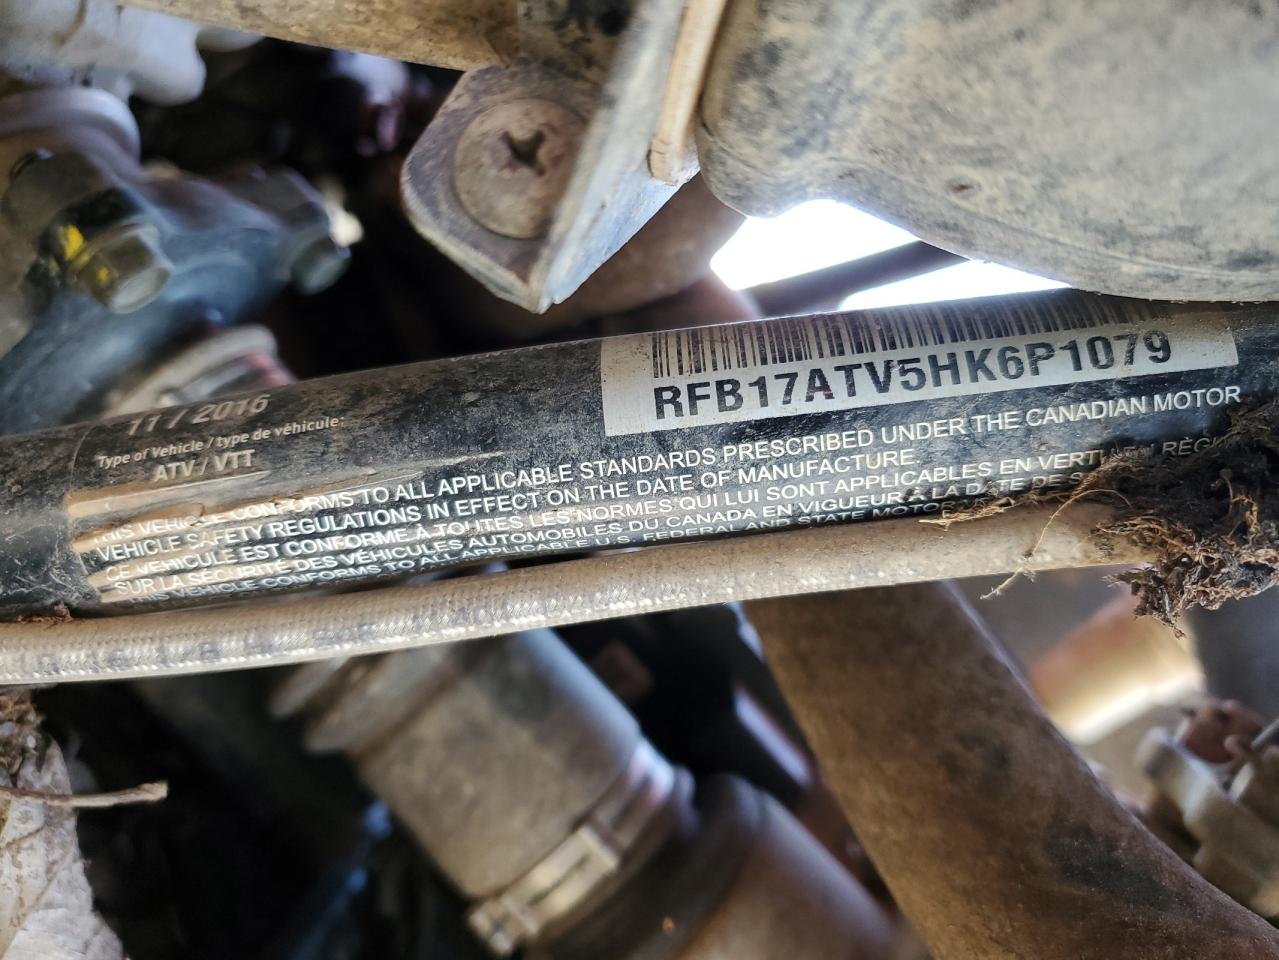 11 / 2016
Type of Vehicle / type de véhicule:
ATV / VTT
RFB17ATV5HK6P1079
THIS VEHICLE CONFORMS TO ALL APPLICABLE STANDARDS PRESCRIBED UNDER THE CANADIAN MOTOR
VEHICLE SAFETY REGULATIONS IN EFFECT ON THE DATE OF MANUFACTURE
CE VEHICULE EST CONFORME À TOUTES LES NORMES QUI LUI SONT APPLICABLES EN VERTU
SUR LA SÉCURITÉ DES VÉHICULES AUTOMOBILES DU CANADA EN VIGUEUR À LA DATE DE
THIS VEHICLE CONFORMS TO ALL APPLICABLE U.S. FEDERAL AND STATE MOTOR